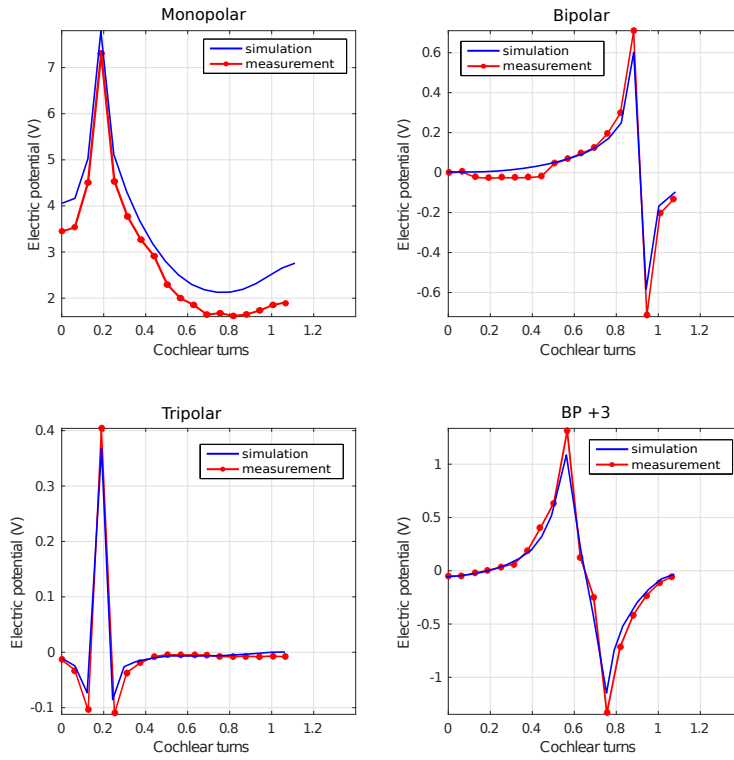 Monopolar
Electric potential (V)
7
6
5
4
3
2
simulation
measurement
0 0.2 0.4 0.6 0.8 1 1.2
Cochlear turns
Bipolar
Electric potential (V)
0.6
0.4
0.2
0
-0.2
-0.4
-0.6
simulation
measurement
0 0.2 0.4 0.6 0.8 1 1.2
Cochlear turns
Tripolar
Electric potential (V)
0.4
0.3
0.2
0.1
0
-0.1
simulation
measurement
0 0.2 0.4 0.6 0.8 1 1.2
Cochlear turns
BP +3
Electric potential (V)
1
0.5
0
-0.5
-1
simulation
measurement
0 0.2 0.4 0.6 0.8 1 1.2
Cochlear turns